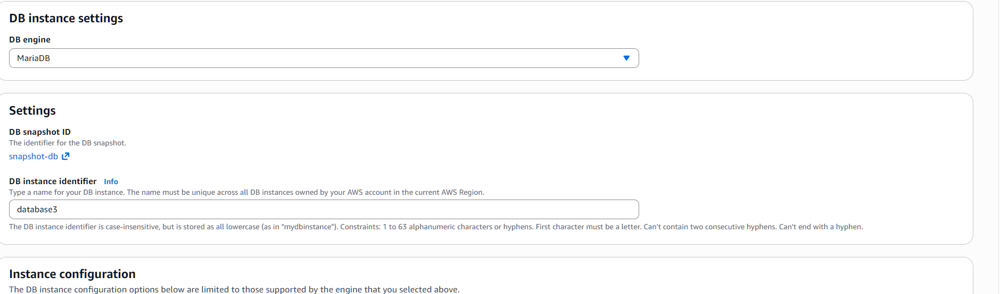 DB instance settings
DB engine
MariaDB
Settings
DB snapshot ID
The identifier for the DB snapshot.
snapshot-db
DB instance identifier Info
Type a name for your DB instance. The name must be unique across all DB instances owned by your AWS account in the current AWS Region.
database3
The DB instance identifier is case-insensitive, but is stored as all lowercase (as in "mydbinstance"). Constraints: 1 to 63 alphanumeric characters or hyphens. First character must be a letter. Can't contain two consecutive hyphens. Can't end with a hyphen.
Instance configuration
The DB instance configuration options below are limited to those supported by the engine that you selected above.